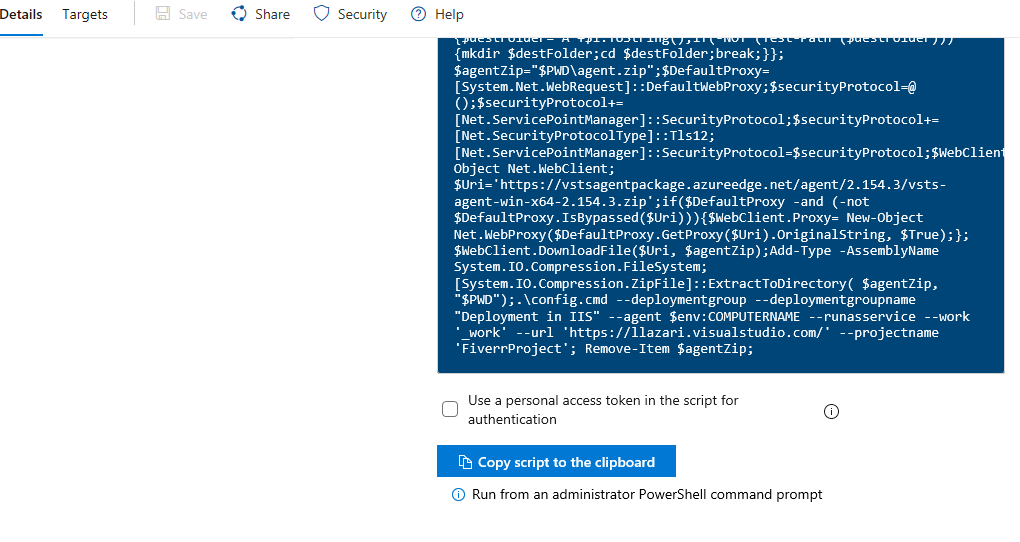 Details Targets Save Share Security Help
{$destFolder="A"+$i.ToString();if(-NOT (Test-Path ($destFolder)))
{mkdir $destFolder;cd $destFolder;break;}};
$agentZip="$PWD\agent.zip";$DefaultProxy=
[System.Net.WebRequest]::DefaultWebProxy;$securityProtocol=@
();$securityProtocol+=
[Net.ServicePointManager]::SecurityProtocol;$securityProtocol+=
[Net.SecurityProtocolType]::Tls12;
[Net.ServicePointManager]::SecurityProtocol=$securityProtocol;$WebClient
Object Net.WebClient;
$Uri='https://vstsagentpackage.azureedge.net/agent/2.154.3/vsts-
agent-win-x64-2.154.3.zip';if($DefaultProxy -and (-not
$DefaultProxy.IsBypassed($Uri))){$WebClient.Proxy= New-Object
Net.WebProxy($DefaultProxy.GetProxy($Uri).OriginalString, $True);};
$WebClient.DownloadFile($Uri, $agentZip);Add-Type -AssemblyName
System.IO.Compression.FileSystem;
[System.IO.Compression.ZipFile]::ExtractToDirectory( $agentZip,
"$PWD");.\config.cmd --deploymentgroup --deploymentgroupname
"Deployment in IIS" --agent $env:COMPUTERNAME --runasservice --work
'_work' --url 'https://llazari.visualstudio.com/' --projectname
'FiverrProject'; Remove-Item $agentZip;
Use a personal access token in the script for
authentication
Copy script to the clipboard
Run from an administrator PowerShell command prompt